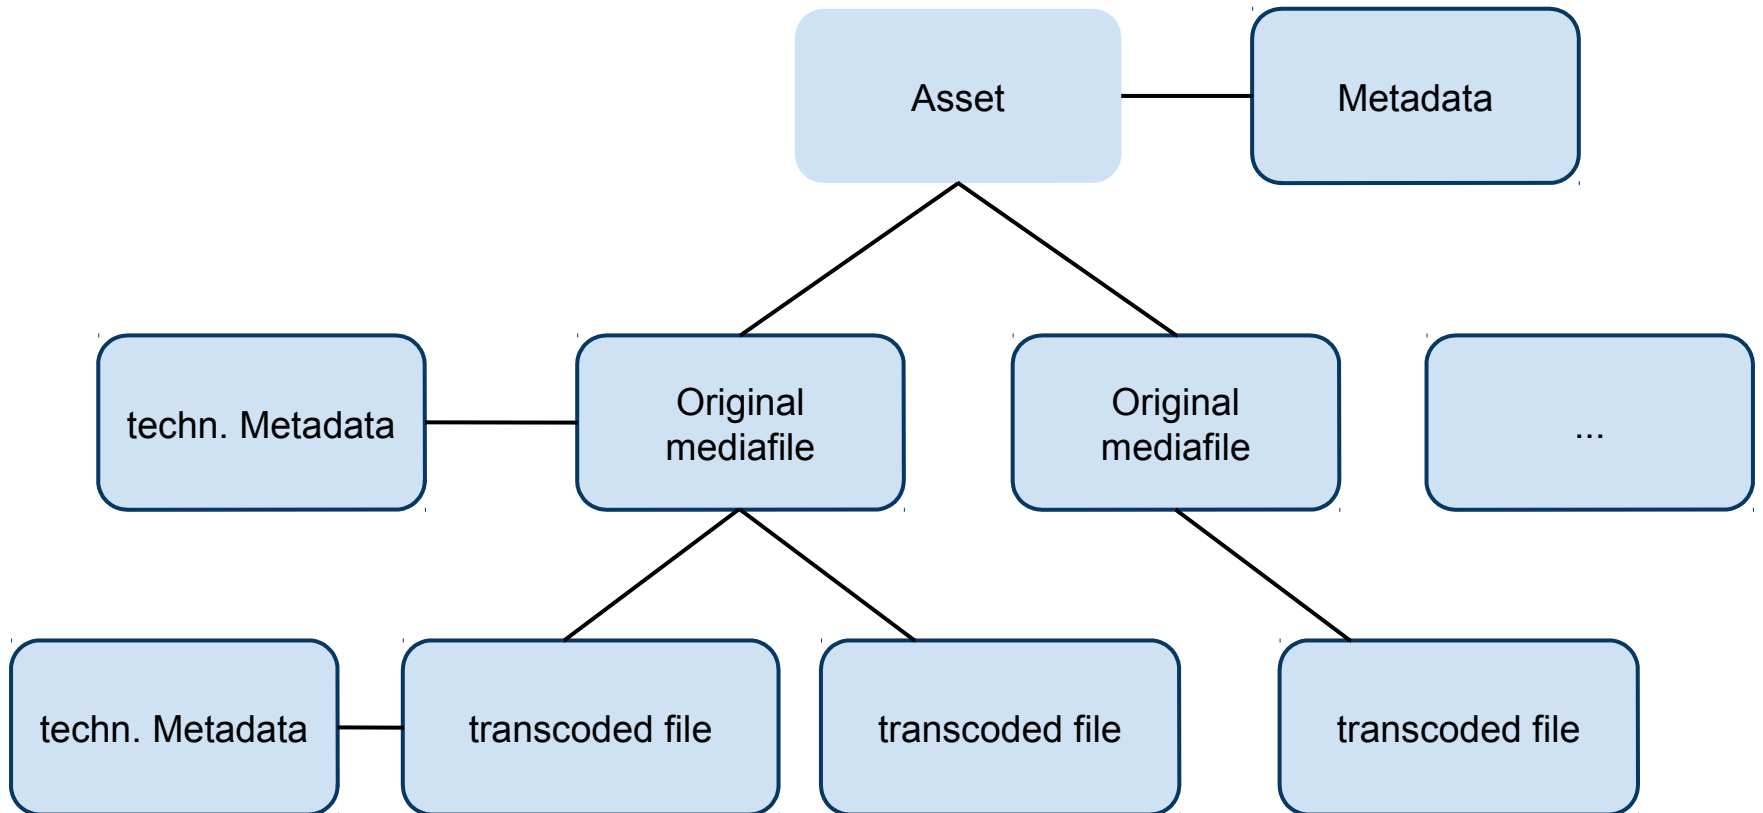 Asset
Metadata
techn. Metadata
Original
mediafile
Original
mediafile
...
techn. Metadata
transcoded file
transcoded file
transcoded file